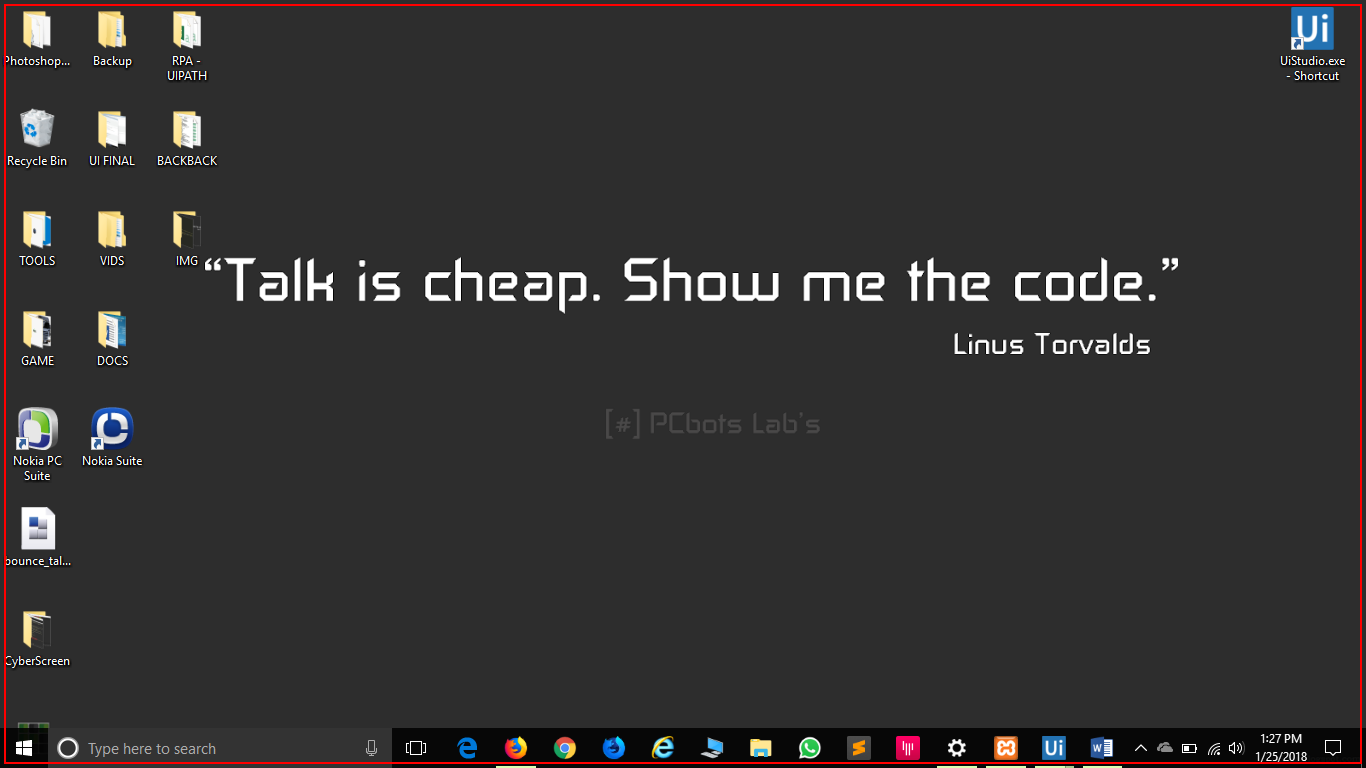 Photoshop...
Backup
RPA -
UIPATH
UiStudio.exe
- Shortcut
Recycle Bin
UI FINAL
BACKBACK
TOOLS
VIDS
IMG
“Talk is cheap. Show me the code.”
Linus Torvalds
GAME
DOCS
[#] PCbots Lab's
Nokia PC
Suite
Nokia Suite
bounce_tal...
CyberScreen
Type here to search
Ui
1:27 PM
1/25/2018